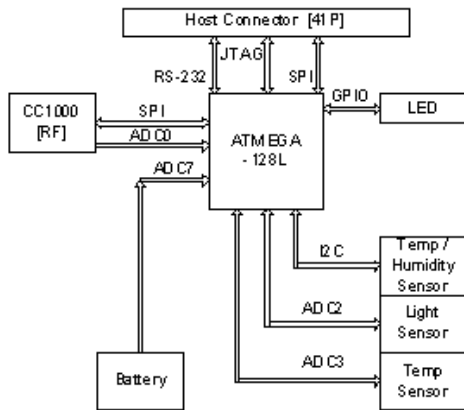 Host Connector [41P]
RS-232
JTAG
SPI
GPIO
LED
CC1000
[RF]
SPI
ADC0
ATMEGA
- 128L
ADC7
I2C
Temp /
Humidity
Sensor
ADC2
Light
Sensor
ADC3
Temp
Sensor
Battery